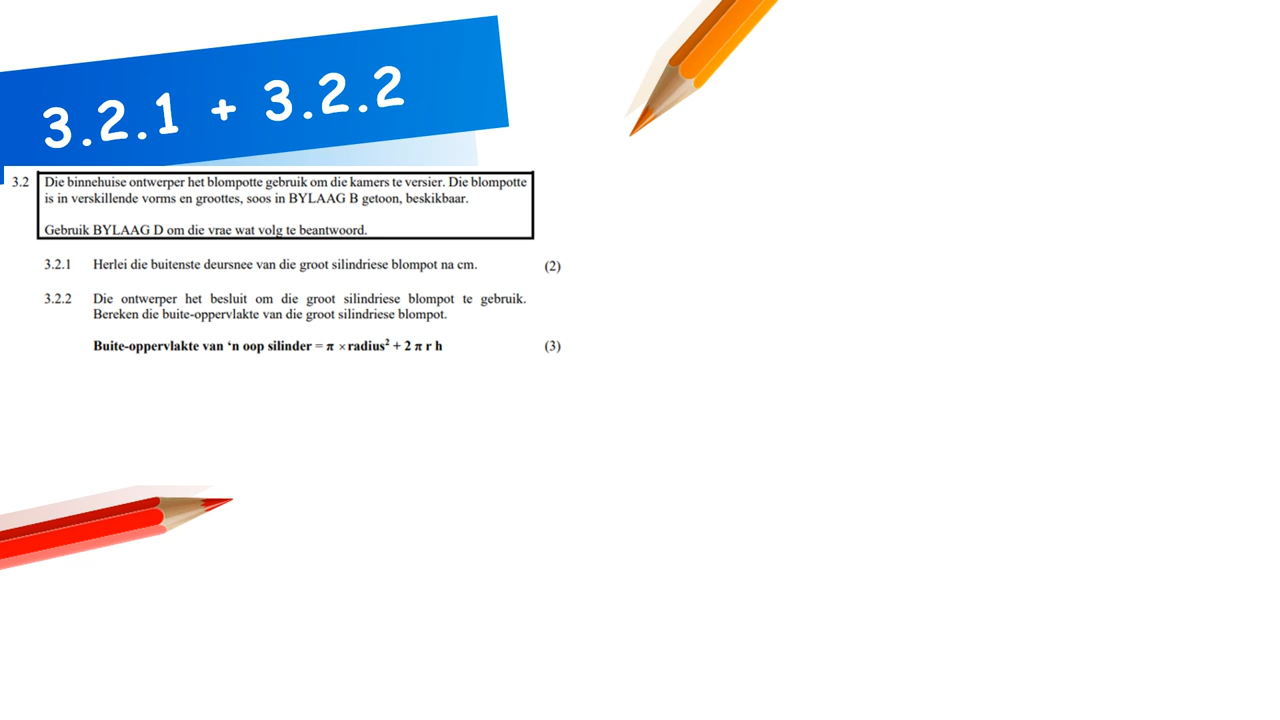 3.2.1 + 3.2.2
3.2 Die binnehuise ontwerper het blompotte gebruik om die kamers te versier. Die blompotte
is in verskillende vorms en groottes, soos in BYLAAG B getoon, beskikbaar.
Gebruik BYLAAG D om die vrae wat volg te beantwoord.
3.2.1 Herlei die buitenste deursnee van die groot silindriese blompot na cm. (2)
3.2.2 Die ontwerper het besluit om die groot silindriese blompot te gebruik.
Bereken die buite-oppervlakte van die groot silindriese blompot.
Buite-oppervlakte van ‘n oop silinder = π × radius² + 2 π r h (3)